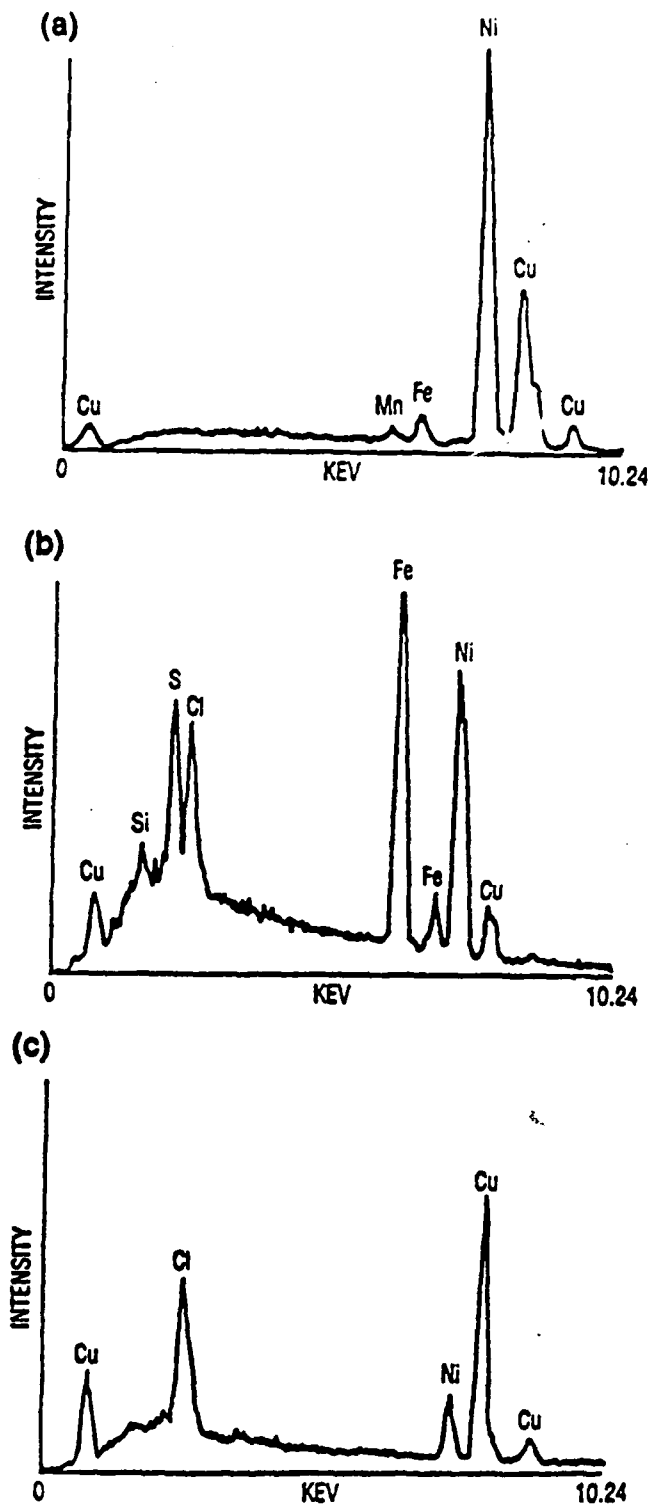 (a)
Ni
INTENSITY
Cu
Cu
Mn
Fe
Cu
0
KEV
10.24
(b)
Fe
INTENSITY
S
Cl
Ni
Si
Cu
Fe
Cu
0
KEV
10.24
(c)
INTENSITY
Cu
Cl
Cu
Ni
Cu
0
KEV
10.24